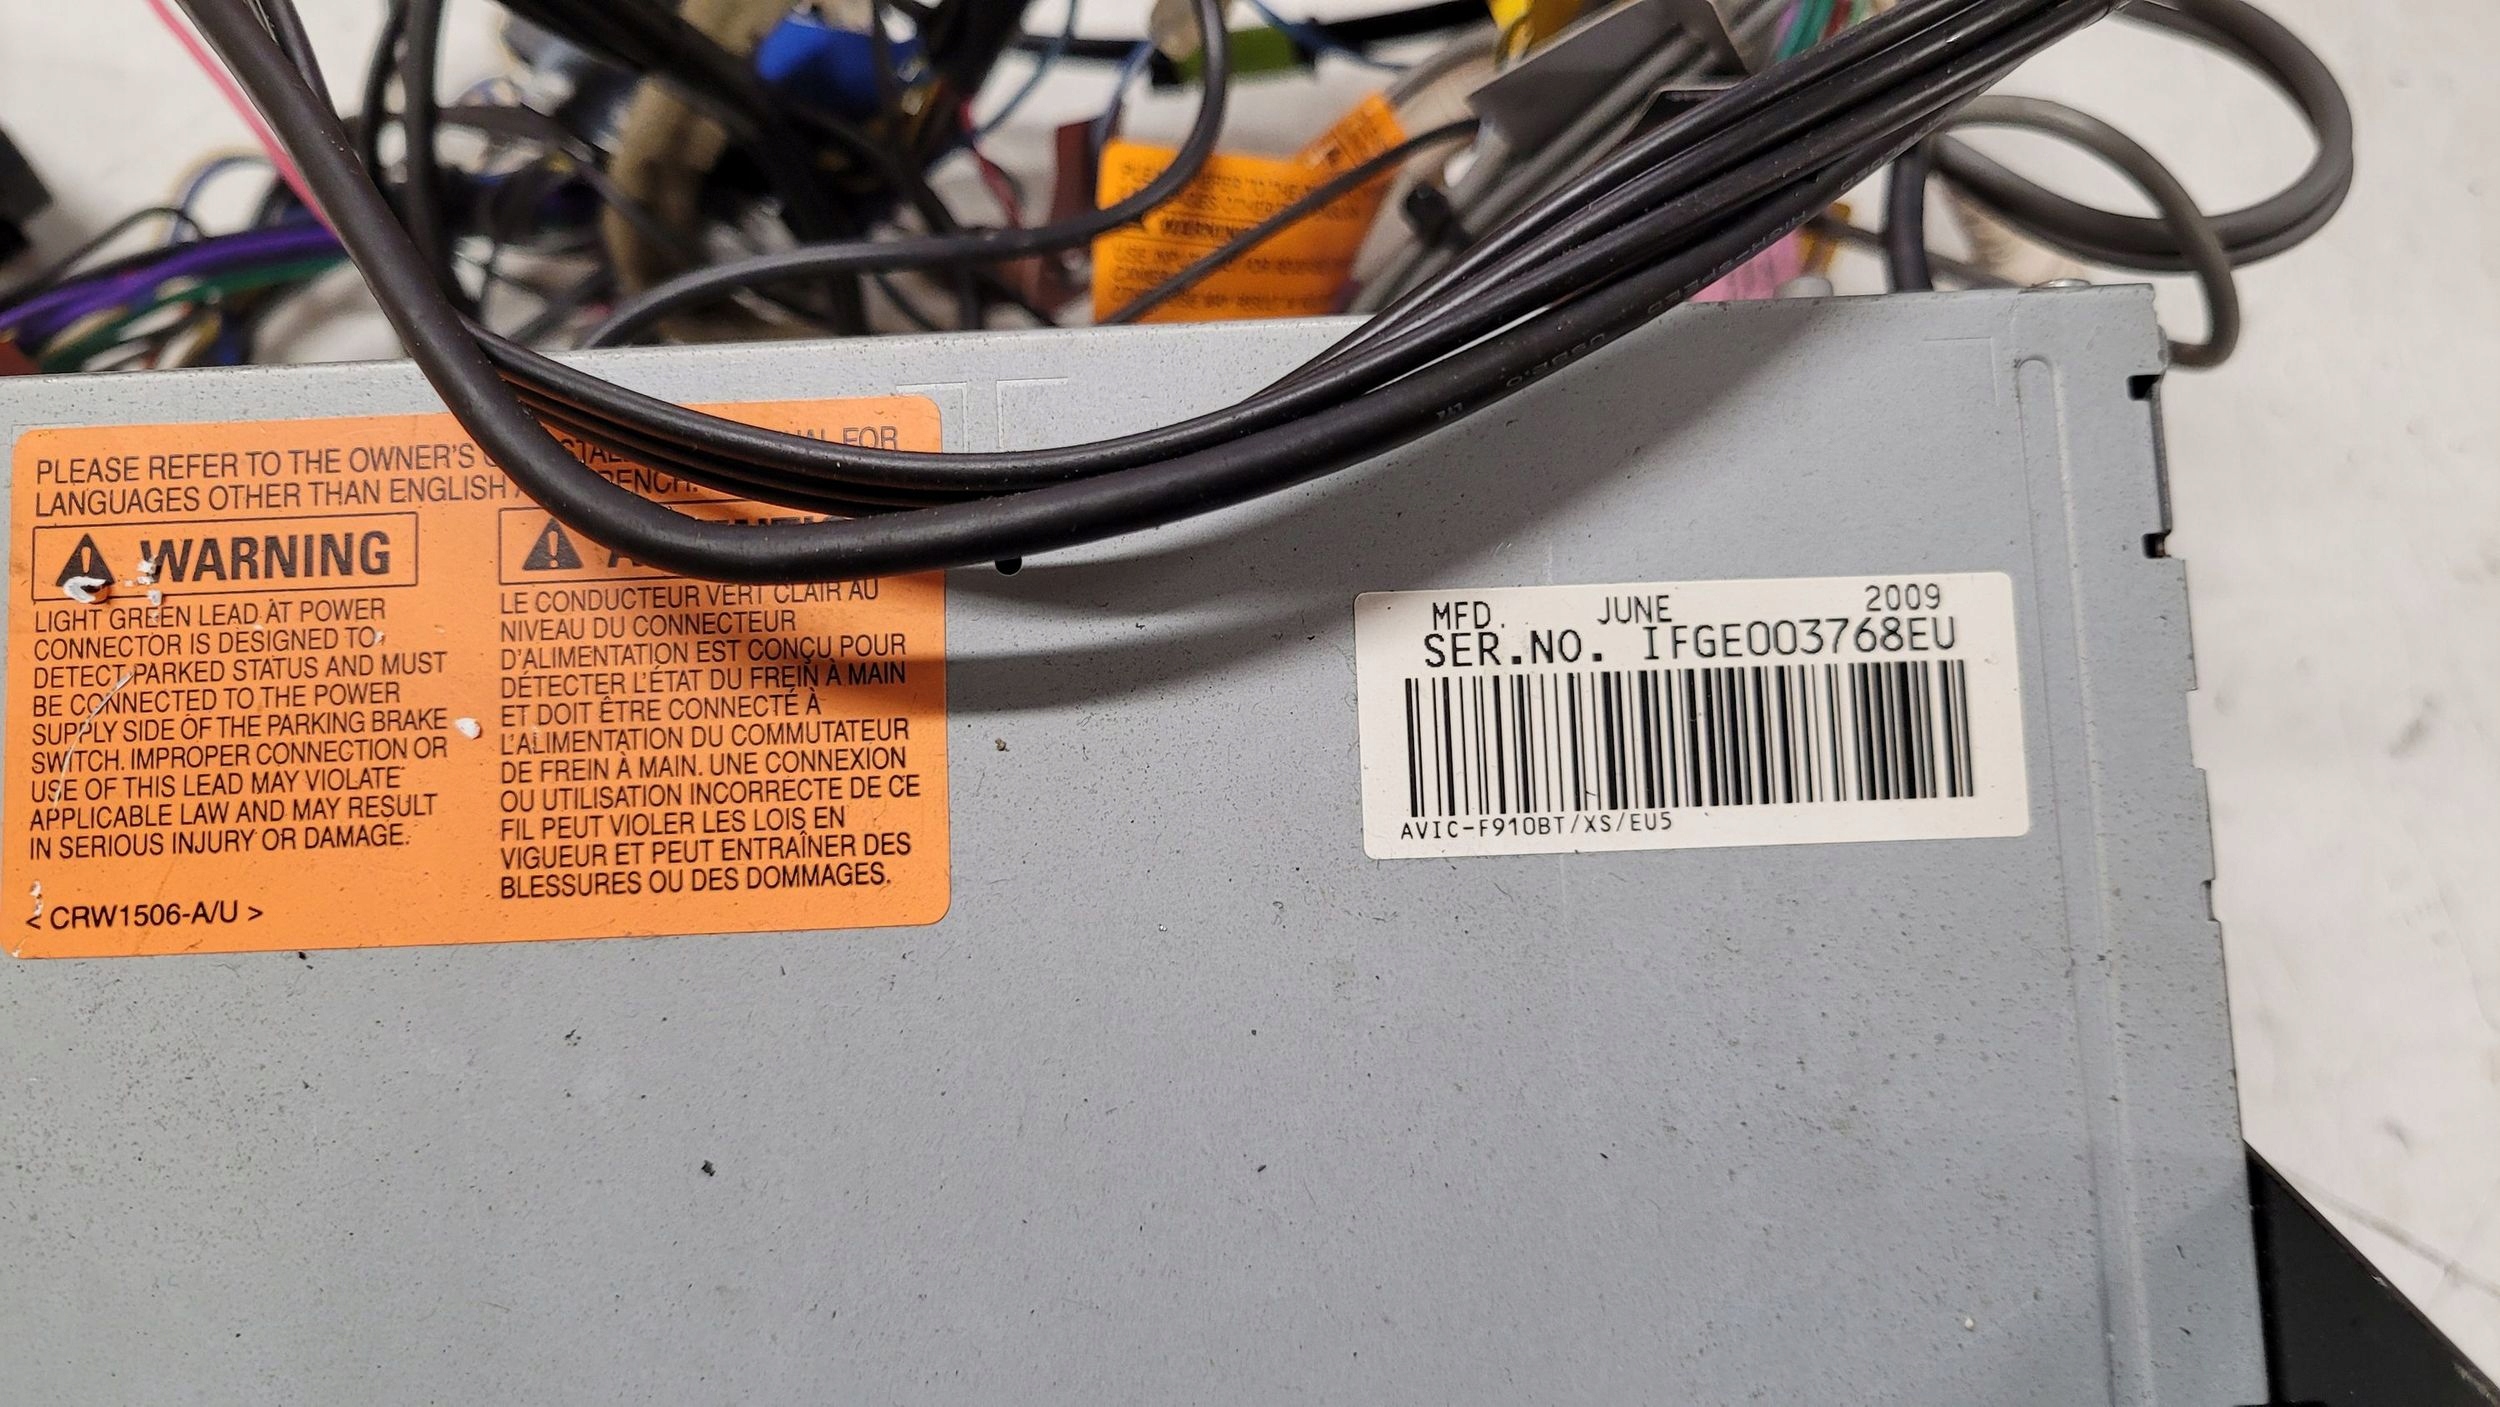 PLEASE REFER TO THE OWNER'S FOR
LANGUAGES OTHER THAN ENGLISH
WARNING
LIGHT GREEN LEAD AT POWER
CONNECTOR IS DESIGNED TO
DETECT PARKED STATUS AND MUST
BE CONNECTED TO THE POWER
SUPPLY SIDE OF THE PARKING BRAKE
SWITCH. IMPROPER CONNECTION OR
USE OF THIS LEAD MAY VIOLATE
APPLICABLE LAW AND MAY RESULT
IN SERIOUS INJURY OR DAMAGE.
< CRW1506-A/U >
LE CONDUCTEUR VERT CLAIR AU
NIVEAU DU CONNECTEUR
D'ALIMENTATION EST CONÇU POUR
DÉTECTER L'ÉTAT DU FREIN À MAIN
ET DOIT ÊTRE CONNECTÉ À
L'ALIMENTATION DU COMMUTATEUR
DE FREIN À MAIN. UNE CONNEXION
OU UTILISATION INCORRECTE DE CE
FIL PEUT VIOLER LES LOIS EN
VIGUEUR ET PEUT ENTRAÎNER DES
BLESSURES OU DES DOMMAGES.
MFD. JUNE 2009
SER.NO. IFGE003768EU
AVIC-F910BT/XS/EU5
WARNING
HIGH-SPEED USB2.0